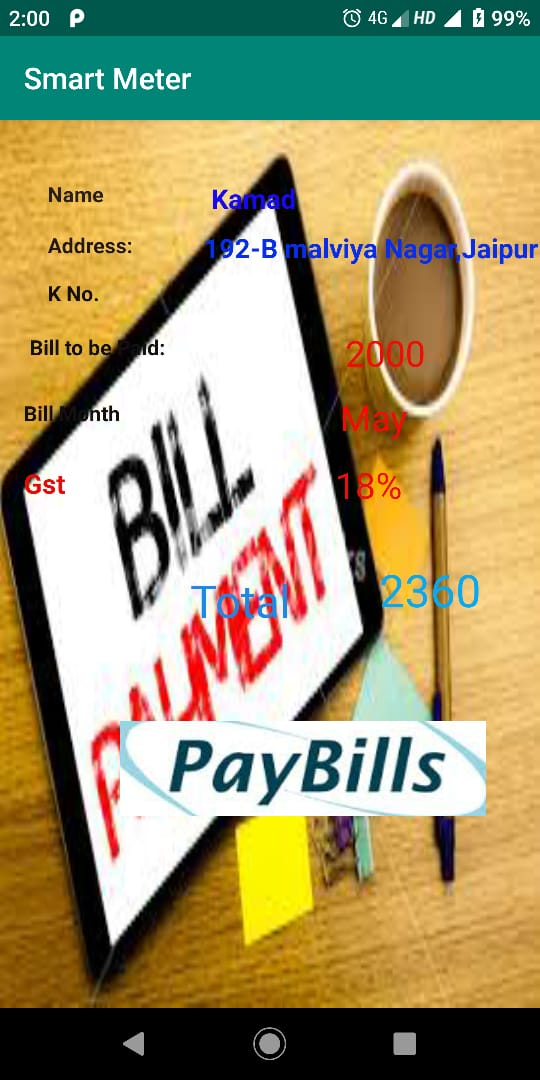 2:00 4G HD 99%
Smart Meter
Name Kamad
Address: 192-B malviya Nagar,Jaipur
K No.
Bill to be Paid: 2000
Bill Month May
Gst 18%
BILL
PAYMENT
Total 2360
PayBills